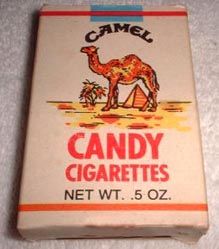 CAMEL
CANDY
CIGARETTES
NET WT. .5 OZ.